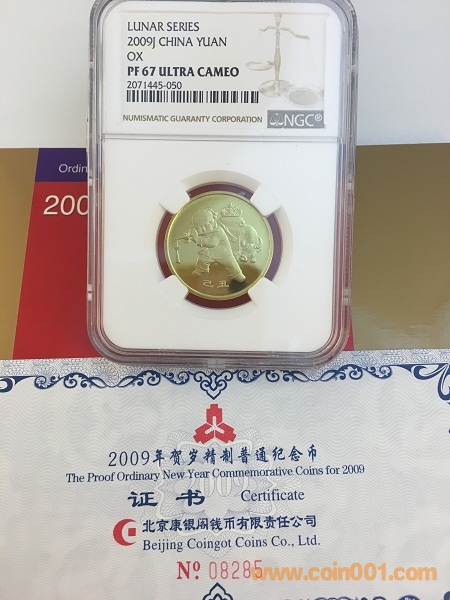 LUNAR SERIES
2009J CHINA YUAN
OX
PF 67 ULTRA CAMEO
2071445-050
NUMISMATIC GUARANTY CORPORATION
NGC®
Ordin
200
己丑
2009年贺岁精制普通纪念币
The Proof Ordinary New Year Commemorative Coins for 2009
证书 Certificate
北京康银阁钱币有限责任公司
Beijing Coingot Coins Co., Ltd.
Nº 08285
www.coin001.com